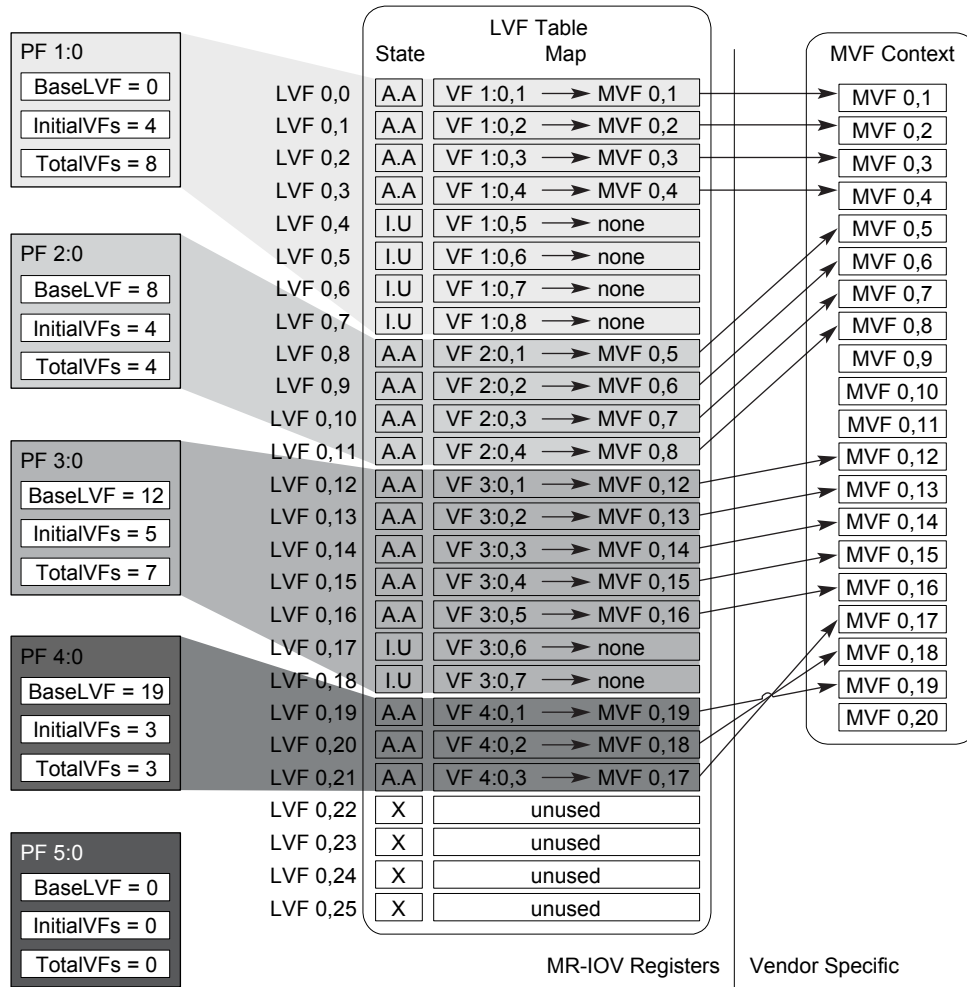 PF 1:0
BaseLVF = 0
InitialVFs = 4
TotalVFs = 8
PF 2:0
BaseLVF = 8
InitialVFs = 4
TotalVFs = 4
PF 3:0
BaseLVF = 12
InitialVFs = 5
TotalVFs = 7
PF 4:0
BaseLVF = 19
InitialVFs = 3
TotalVFs = 3
PF 5:0
BaseLVF = 0
InitialVFs = 0
TotalVFs = 0
LVF Table
State Map
LVF 0,0 A.A VF 1:0,1 MVF 0,1
LVF 0,1 A.A VF 1:0,2 MVF 0,2
LVF 0,2 A.A VF 1:0,3 MVF 0,3
LVF 0,3 A.A VF 1:0,4 MVF 0,4
LVF 0,4 I.U VF 1:0,5 none
LVF 0,5 I.U VF 1:0,6 none
LVF 0,6 I.U VF 1:0,7 none
LVF 0,7 I.U VF 1:0,8 none
LVF 0,8 A.A VF 2:0,1 MVF 0,5
LVF 0,9 A.A VF 2:0,2 MVF 0,6
LVF 0,10 A.A VF 2:0,3 MVF 0,7
LVF 0,11 A.A VF 2:0,4 MVF 0,8
LVF 0,12 A.A VF 3:0,1 MVF 0,12
LVF 0,13 A.A VF 3:0,2 MVF 0,13
LVF 0,14 A.A VF 3:0,3 MVF 0,14
LVF 0,15 A.A VF 3:0,4 MVF 0,15
LVF 0,16 A.A VF 3:0,5 MVF 0,16
LVF 0,17 I.U VF 3:0,6 none
LVF 0,18 I.U VF 3:0,7 none
LVF 0,19 A.A VF 4:0,1 MVF 0,19
LVF 0,20 A.A VF 4:0,2 MVF 0,18
LVF 0,21 A.A VF 4:0,3 MVF 0,17
LVF 0,22 X unused
LVF 0,23 X unused
LVF 0,24 X unused
LVF 0,25 X unused
MR-IOV Registers
MVF Context
MVF 0,1
MVF 0,2
MVF 0,3
MVF 0,4
MVF 0,5
MVF 0,6
MVF 0,7
MVF 0,8
MVF 0,9
MVF 0,10
MVF 0,11
MVF 0,12
MVF 0,13
MVF 0,14
MVF 0,15
MVF 0,16
MVF 0,17
MVF 0,18
MVF 0,19
MVF 0,20
Vendor Specific